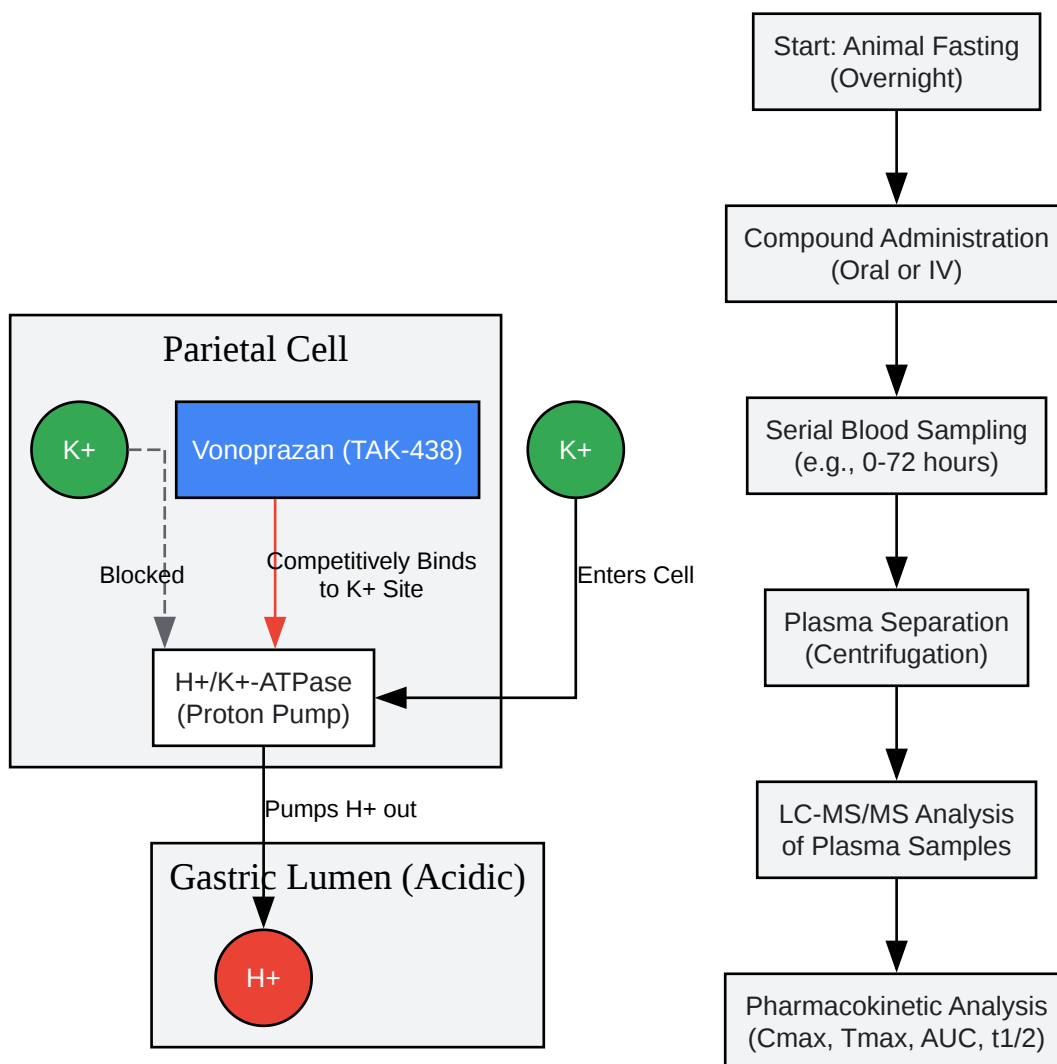 Parietal Cell
K+
Vonoprazan (TAK-438)
K+
Blocked
Competitively Binds
to K+ Site
Enters Cell
H+/K+-ATPase
(Proton Pump)
Pumps H+ out
Gastric Lumen (Acidic)
H+
Start: Animal Fasting
(Overnight)
Compound Administration
(Oral or IV)
Serial Blood Sampling
(e.g., 0-72 hours)
Plasma Separation
(Centrifugation)
LC-MS/MS Analysis
of Plasma Samples
Pharmacokinetic Analysis
(Cmax, Tmax, AUC, t1/2)